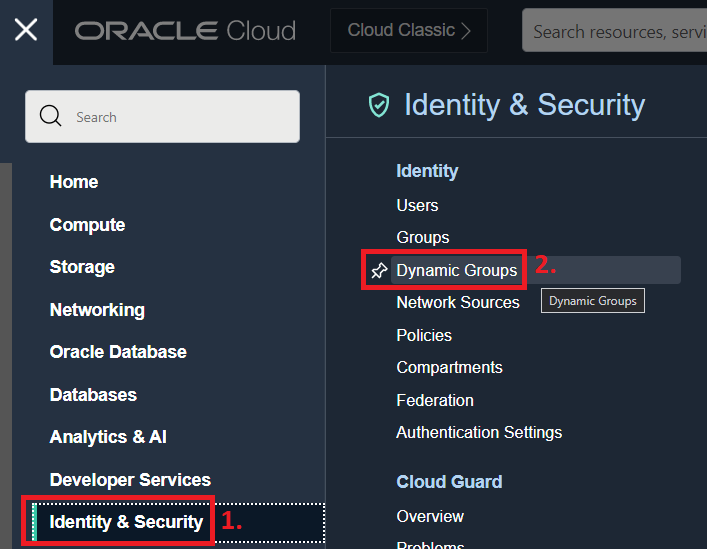 ORACLE Cloud
Cloud Classic
Search resources, servi
Search
Home
Compute
Storage
Networking
Oracle Database
Databases
Analytics & AI
Developer Services
Identity & Security
1.
Identity & Security
Identity
Users
Groups
Dynamic Groups
2.
Network Sources
Dynamic Groups
Policies
Compartments
Federation
Authentication Settings
Cloud Guard
Overview
Problems